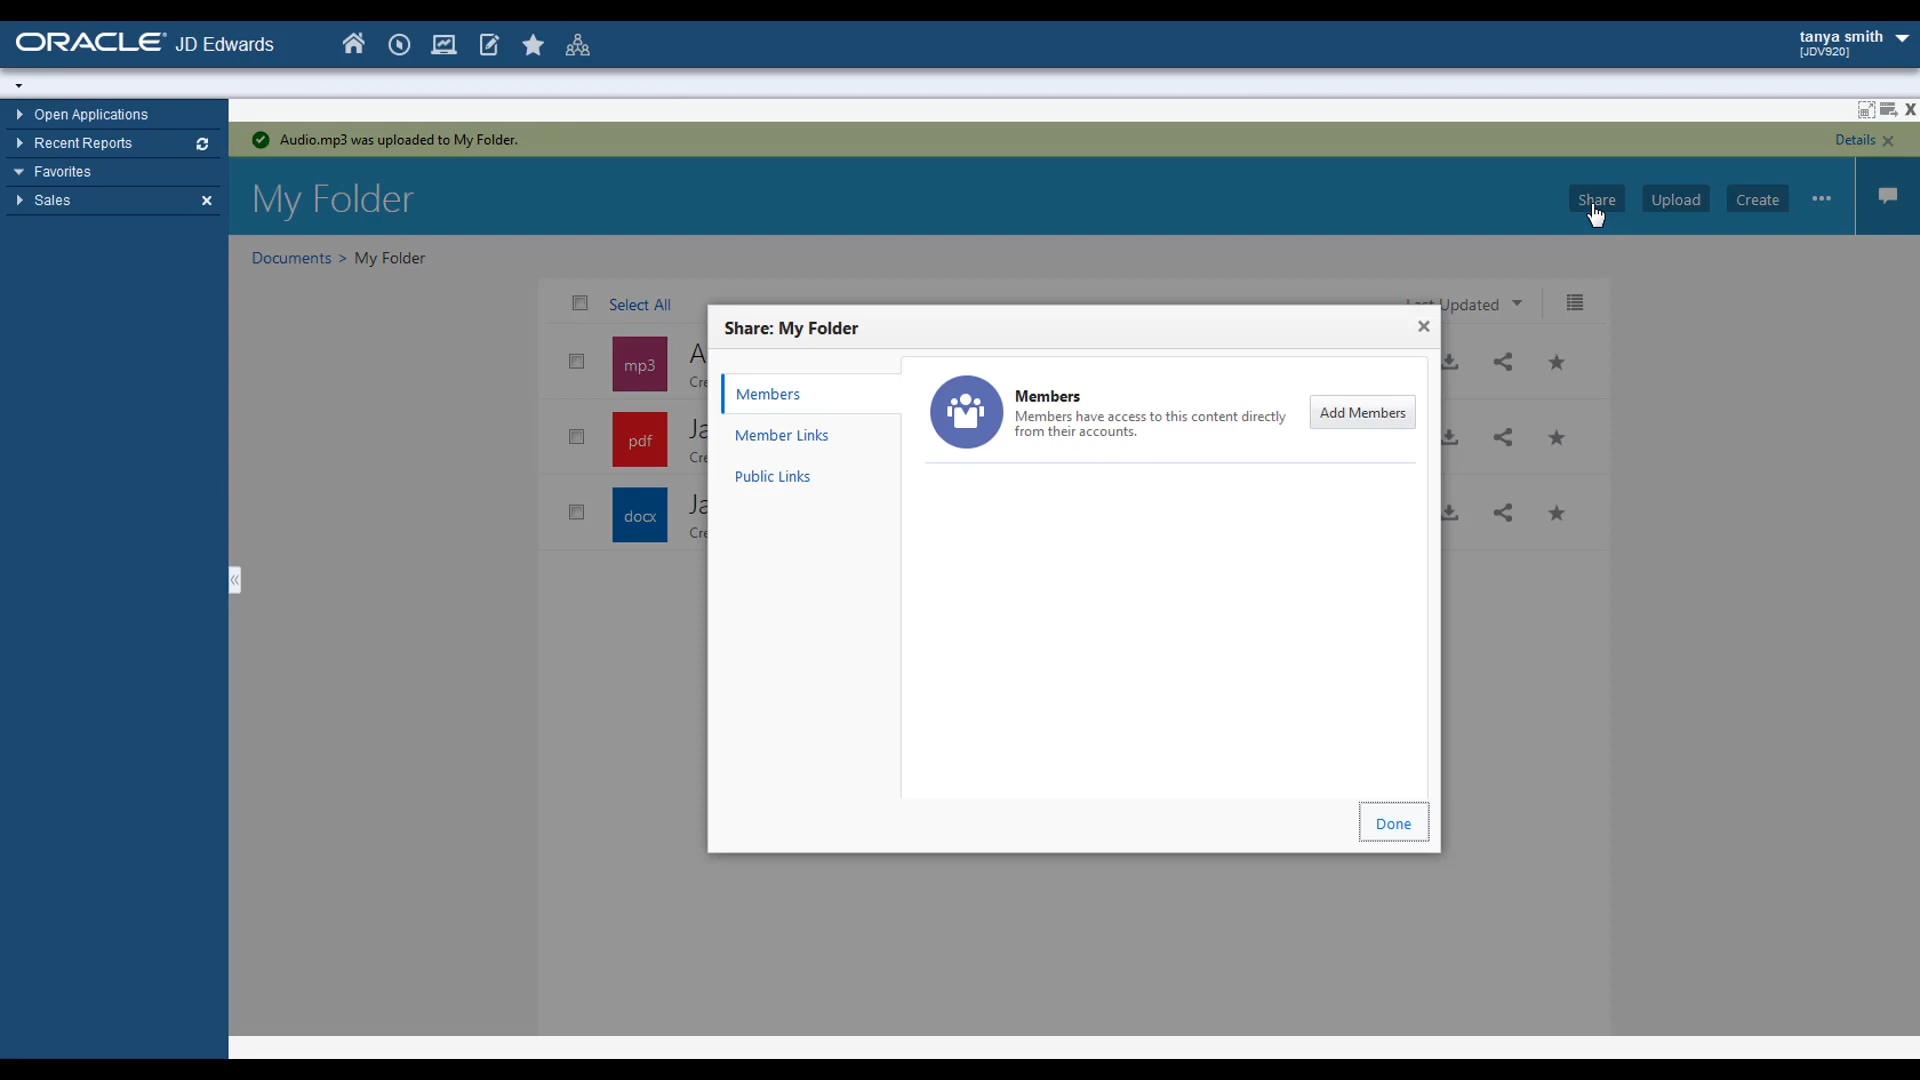 ORACLE JD Edwards
tanya smith
[JDV920]
Open Applications
Recent Reports
Favorites
Sales
Audio.mp3 was uploaded to My Folder.
Details
My Folder
Share
Upload
Create
Documents > My Folder
Select All
Last Updated
mp3
pdf
docx
Share: My Folder
Members
Member Links
Public Links
Members
Members have access to this content directly
from their accounts.
Add Members
Done